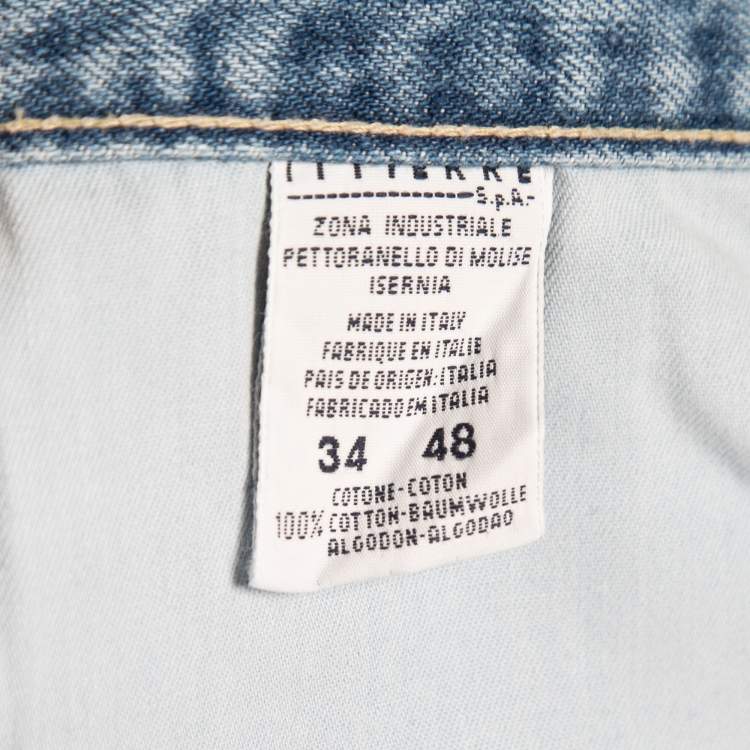 ITTIERRE
S.p.A.
ZONA INDUSTRIALE
PETTORANELLO DI MOLISE
ISERNIA
MADE IN ITALY
FABRIQUE EN ITALIE
PAIS DE ORIGEN: ITALIA
FABRICADO EM ITALIA
34 48
COTONE-COTON
100% COTTON-BAUMWOLLE
ALGODON-ALGODAO